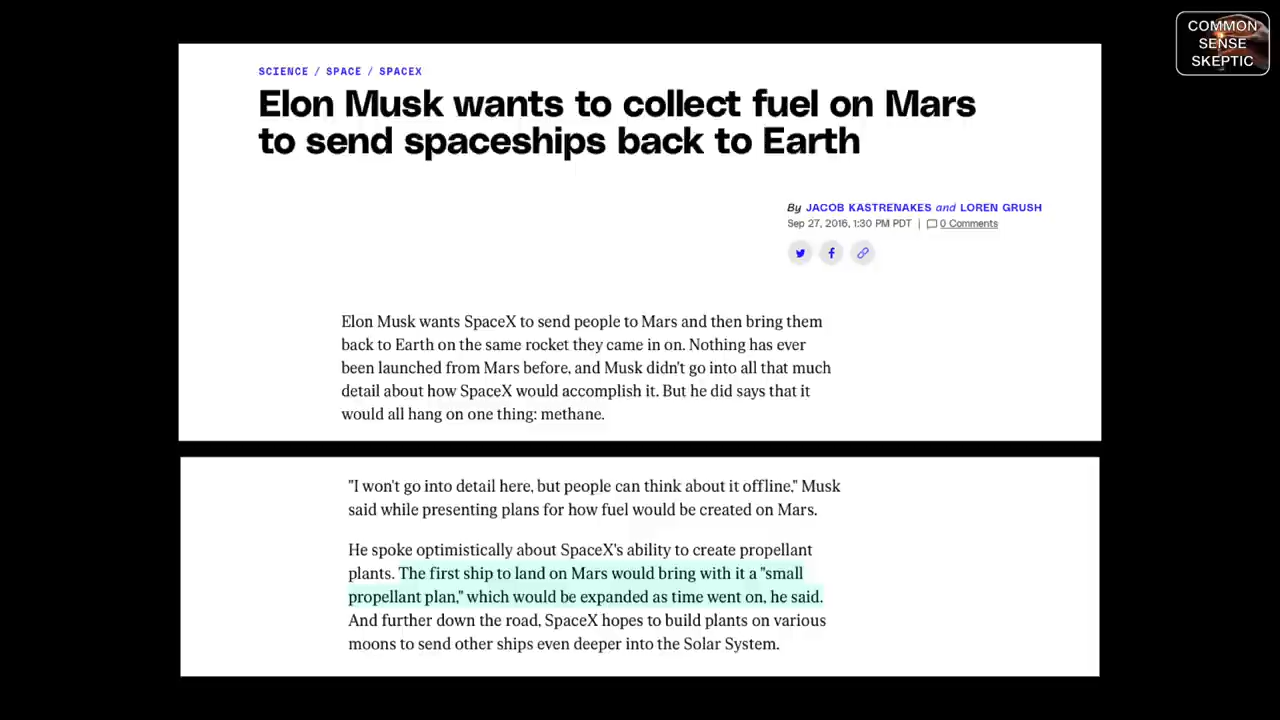 COMMON
SENSE
SKEPTIC
SCIENCE / SPACE / SPACEX
Elon Musk wants to collect fuel on Mars
to send spaceships back to Earth
By JACOB KASTRENAKES and LOREN GRUSH
Sep 27, 2016, 1:30 PM PDT | 0 Comments
Elon Musk wants SpaceX to send people to Mars and then bring them
back to Earth on the same rocket they came in on. Nothing has ever
been launched from Mars before, and Musk didn't go into all that much
detail about how SpaceX would accomplish it. But he did says that it
would all hang on one thing: methane.
"I won't go into detail here, but people can think about it offline," Musk
said while presenting plans for how fuel would be created on Mars.
He spoke optimistically about SpaceX's ability to create propellant
plants. The first ship to land on Mars would bring with it a "small
propellant plan," which would be expanded as time went on, he said.
And further down the road, SpaceX hopes to build plants on various
moons to send other ships even deeper into the Solar System.